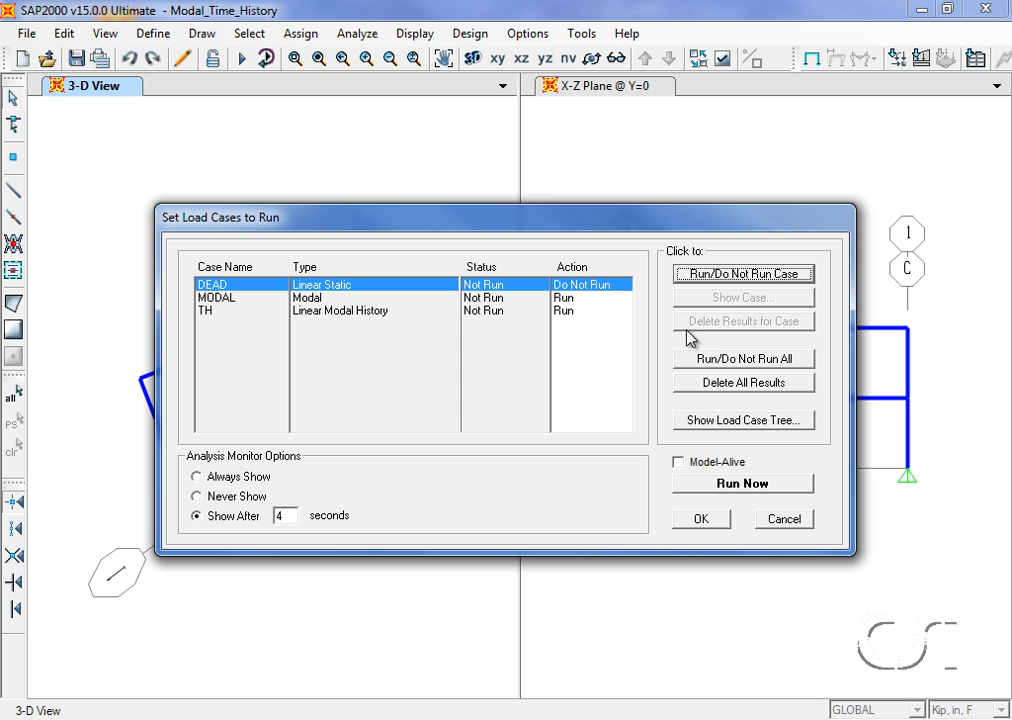 SAP2000 v15.0.0 Ultimate - Modal_Time_History
File Edit View Define Draw Select Assign Analyze Display Design Options Tools Help
3D xy xz yz nv
3-D View
X-Z Plane @ Y=0
all
PS
clr
Set Load Cases to Run
Case Name Type Status Action
DEAD Linear Static Not Run Do Not Run
MODAL Modal Not Run Run
TH Linear Modal History Not Run Run
Click to:
Run/Do Not Run Case
Show Case...
Delete Results for Case
Run/Do Not Run All
Delete All Results
Show Load Case Tree...
Analysis Monitor Options
Always Show
Never Show
Show After 4 seconds
Model-Alive
Run Now
OK Cancel
1
C
CSI
3-D View
GLOBAL Kip, in, F